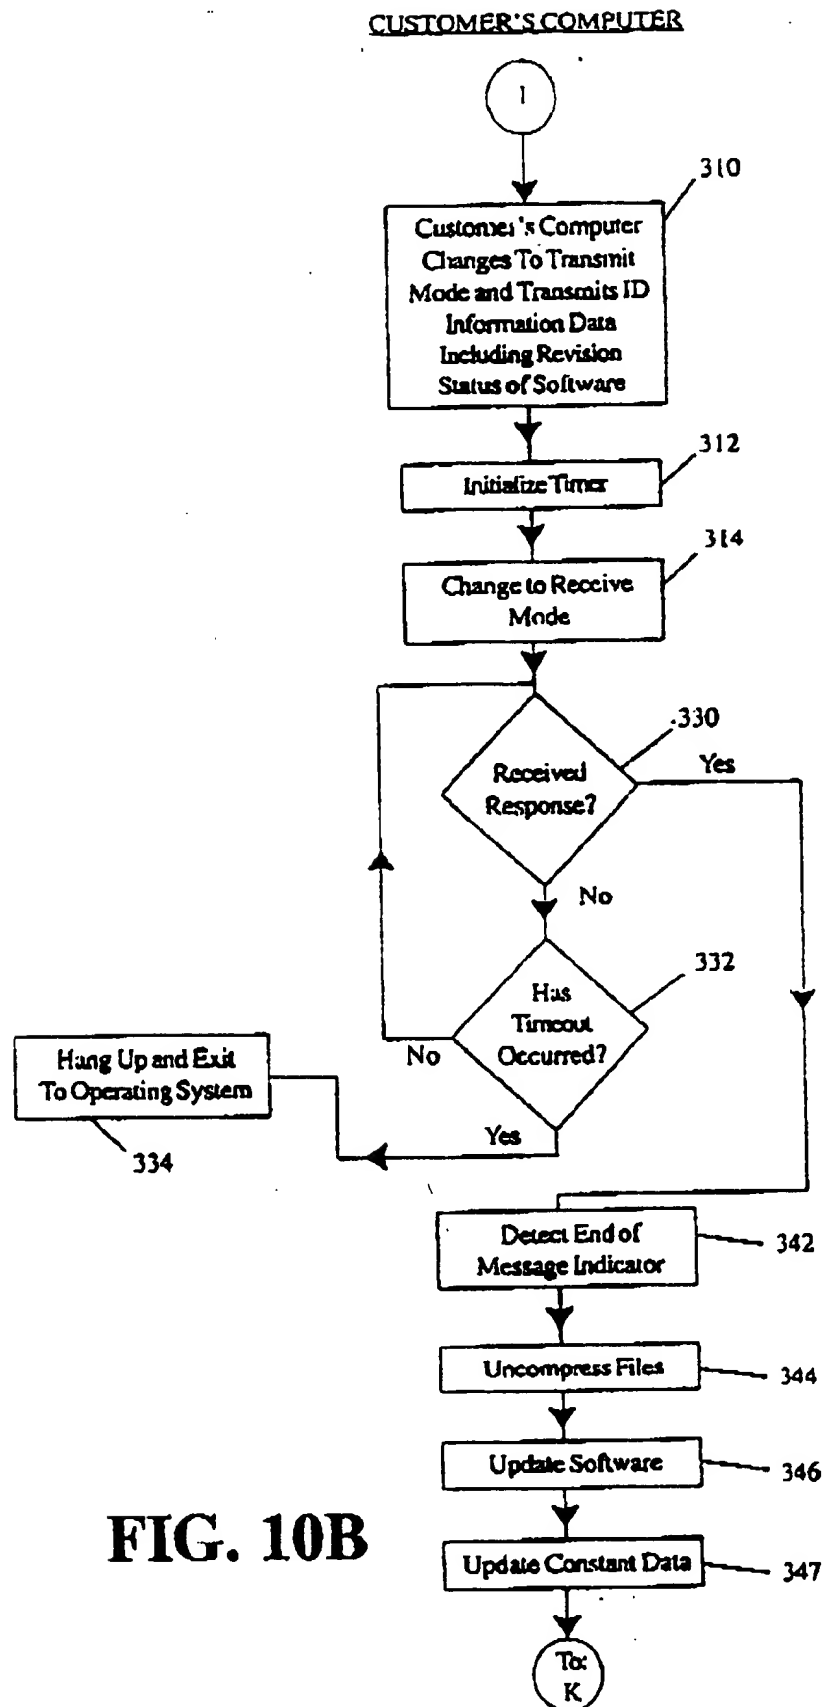 CUSTOMER'S COMPUTER
I
310
Customer's Computer
Changes To Transmit
Mode and Transmits ID
Information Data
Including Revision
Status of Software
312
Initialize Timer
314
Change to Receive
Mode
330
Received
Response?
Yes
No
332
Has
Timeout
Occurred?
No
Hang Up and Exit
To Operating System
334
Yes
Detect End of
Message Indicator
342
Uncompress Files
344
Update Software
346
Update Constant Data
347
FIG. 10B
To:
K